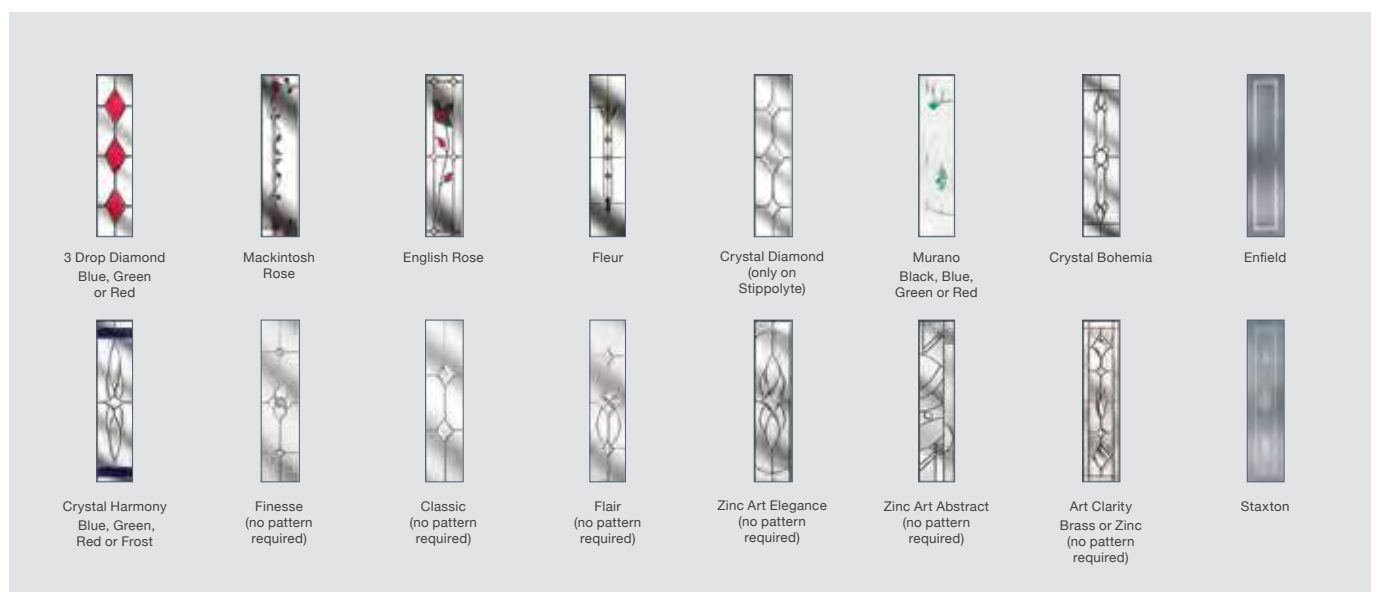 3 Drop Diamond
Blue, Green
or Red
Mackintosh
Rose
English Rose
Fleur
Crystal Diamond
(only on
Stippolyte)
Murano
Black, Blue,
Green or Red
Crystal Bohemia
Enfield
Crystal Harmony
Blue, Green,
Red or Frost
Finesse
(no pattern
required)
Classic
(no pattern
required)
Flair
(no pattern
required)
Zinc Art Elegance
(no pattern
required)
Zinc Art Abstract
(no pattern
required)
Art Clarity
Brass or Zinc
(no pattern
required)
Staxton